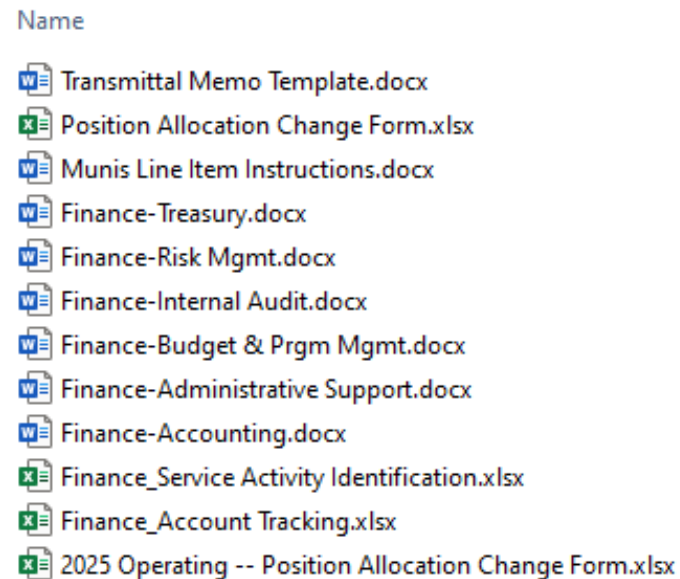 Name
Transmittal Memo Template.docx
Position Allocation Change Form.xlsx
Munis Line Item Instructions.docx
Finance-Treasury.docx
Finance-Risk Mgmt.docx
Finance-Internal Audit.docx
Finance-Budget & Prgm Mgmt.docx
Finance-Administrative Support.docx
Finance-Accounting.docx
Finance_Service Activity Identification.xlsx
Finance_Account Tracking.xlsx
2025 Operating -- Position Allocation Change Form.xlsx